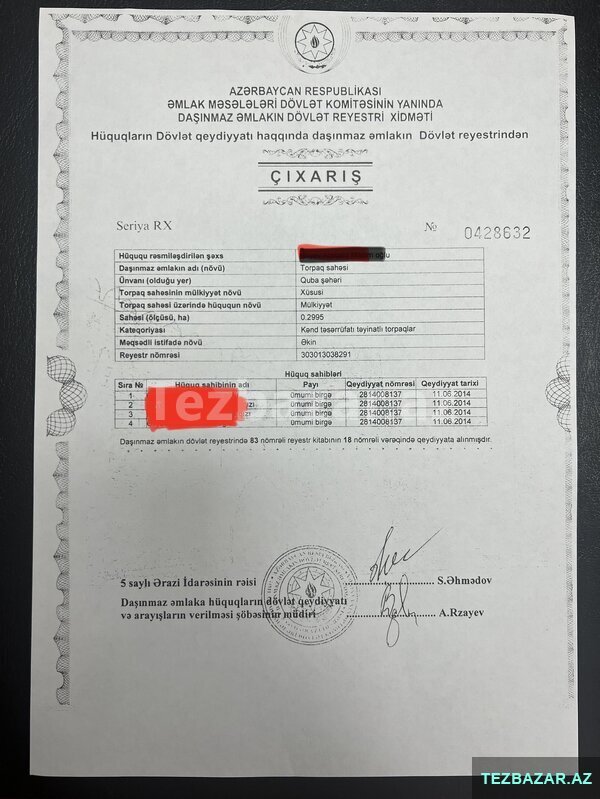 AZƏRBAYCAN RESPUBLİKASI
ƏMLAK MƏSƏLƏLƏRİ DÖVLƏT KOMİTƏSİNİN YANINDA
DAŞINMAZ ƏMLAKIN DÖVLƏT REYESTRİ XİDMƏTİ
Hüquqların Dövlət qeydiyyatı haqqında daşınmaz əmlakın Dövlət reyestrindən
ÇIXARIŞ
Seriya RX № 0428632
Hüququ rəsmiləşdirilən şəxs oğlu
Daşınmaz əmlakın adı (növü) Torpaq sahəsi
Ünvanı (olduğu yer) Quba şəhəri
Torpaq sahəsinin mülkiyyət növü Xüsusi
Torpaq sahəsi üzərində hüququn növü Mülkiyyət
Sahəsi (ölçüsü, ha) 0.2995
Kateqoriyası Kənd təsərrüfatı təyinatlı torpaqlar
Məqsədli istifadə növü Əkin
Reyestr nömrəsi 303013038291
Hüquq sahibləri
Sıra № Hüquq sahibinin adı Payı Qeydiyyat nömrəsi Qeydiyyat tarixi
1 ümumi birgə 2814008137 11.06.2014
2 ümumi birgə 2814008137 11.06.2014
3 ümumi birgə 2814008137 11.06.2014
4 ümumi birgə 2814008137 11.06.2014
Daşınmaz əmlakın dövlət reyestrində 83 nömrəli reyestr kitabının 18 nömrəli vərəqində qeydiyyata alınmışdır.
5 saylı Ərazi İdarəsinin rəisi S.Əhmədov
Daşınmaz əmlaka hüquqların dövlət qeydiyyatı
və arayışların verilməsi şöbəsinin müdiri A.Rzayev
TEZBAZAR.AZ